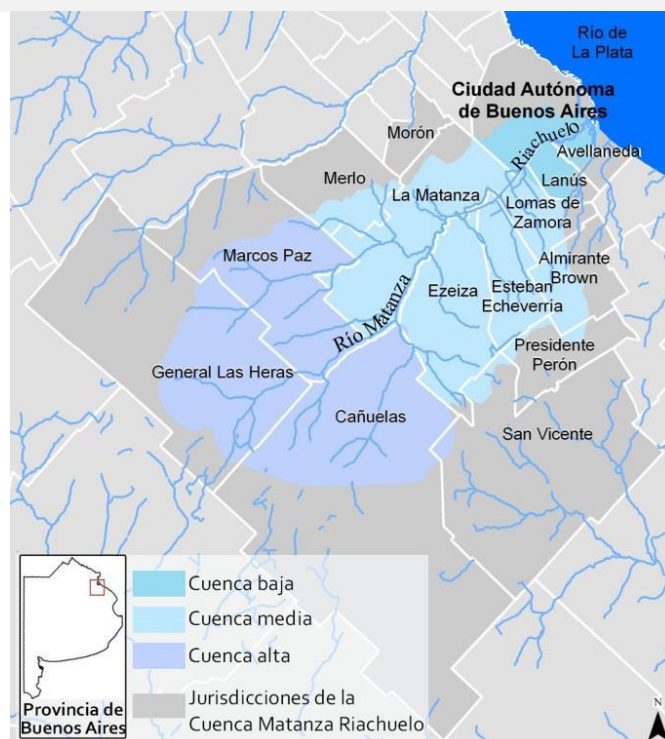 Río de
La Plata
Ciudad Autónoma
de Buenos Aires
Morón
Riachuelo
Avellaneda
Merlo
La Matanza
Lanús
Lomas de
Zamora
Marcos Paz
Almirante
Brown
Ezeiza
Esteban
Echeverría
Río Matanza
Presidente
Perón
General Las Heras
Cañuelas
San Vicente
Cuenca baja
Cuenca media
Cuenca alta
Jurisdicciones de la
Cuenca Matanza Riachuelo
Provincia de
Buenos Aires
N